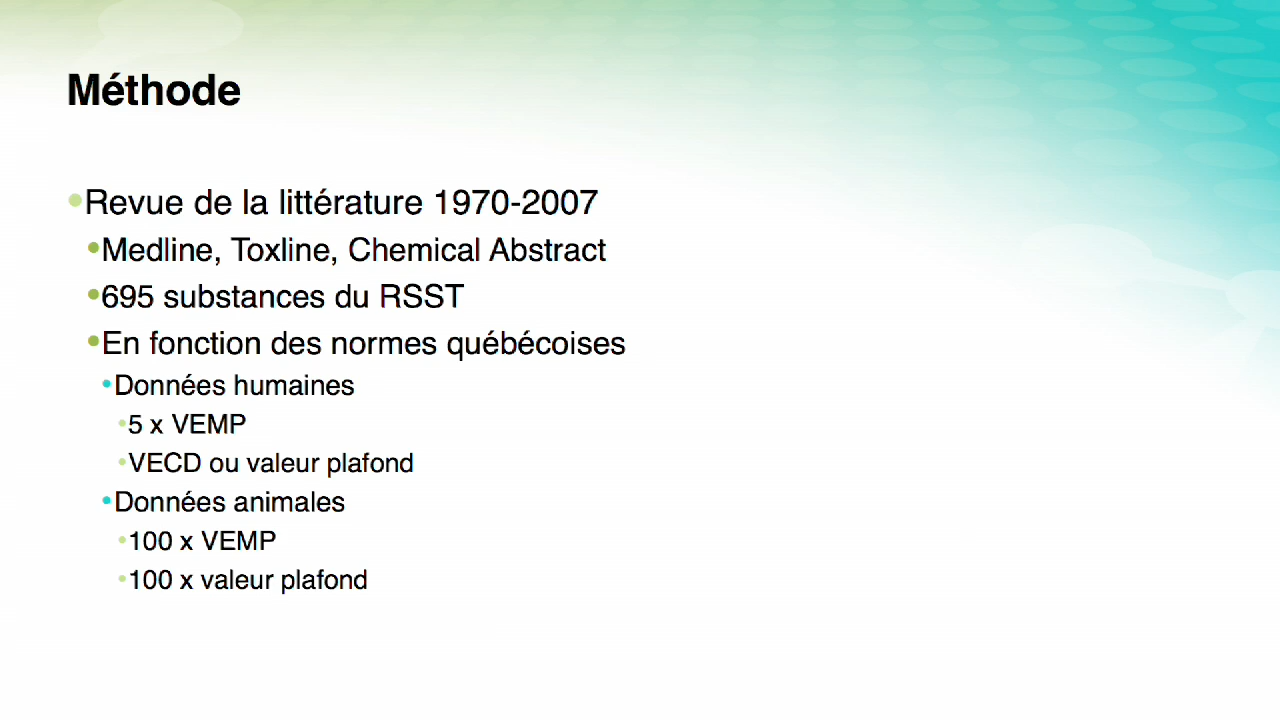 Méthode
•Revue de la littérature 1970-2007
•Medline, Toxline, Chemical Abstract
•695 substances du RSST
•En fonction des normes québécoises
•Données humaines
•5 x VEMP
•VECD ou valeur plafond
•Données animales
•100 x VEMP
•100 x valeur plafond